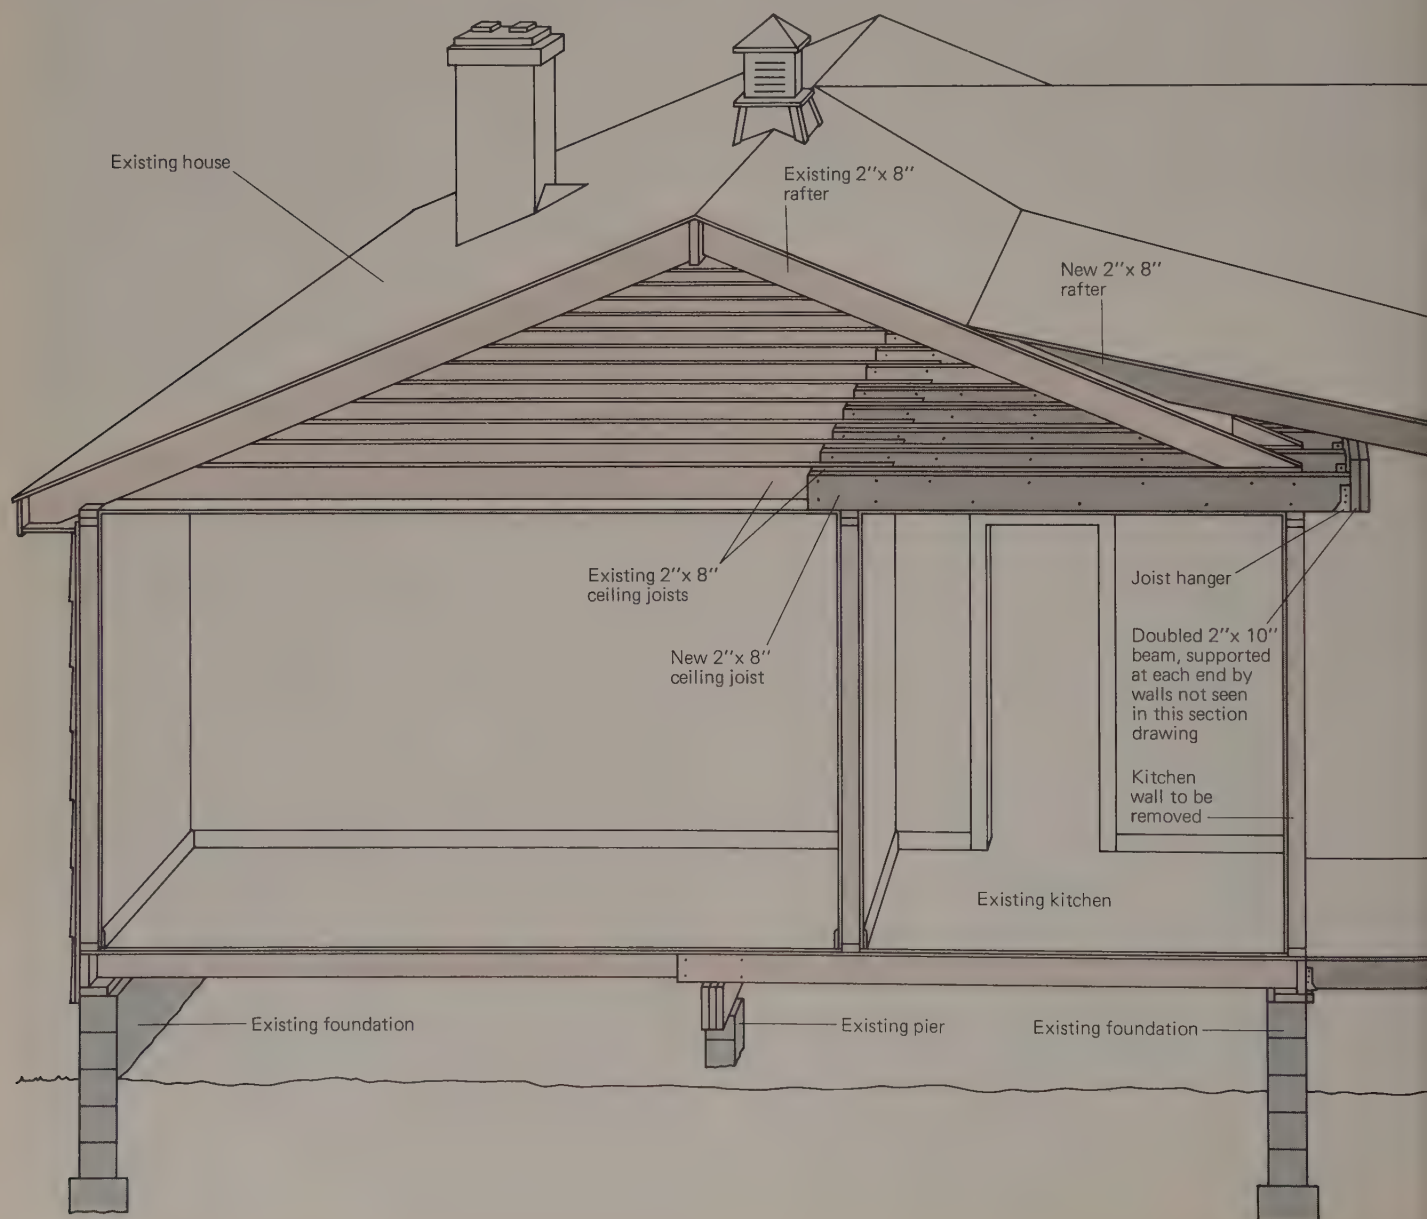 Existing house
Existing 2"x 8"
rafter
New 2"x 8"
rafter
Existing 2"x 8"
ceiling joists
New 2"x 8"
ceiling joist
Joist hanger
Doubled 2"x 10"
beam, supported
at each end by
walls not seen
in this section
drawing
Kitchen
wall to be
removed
Existing kitchen
Existing foundation
Existing pier
Existing foundation